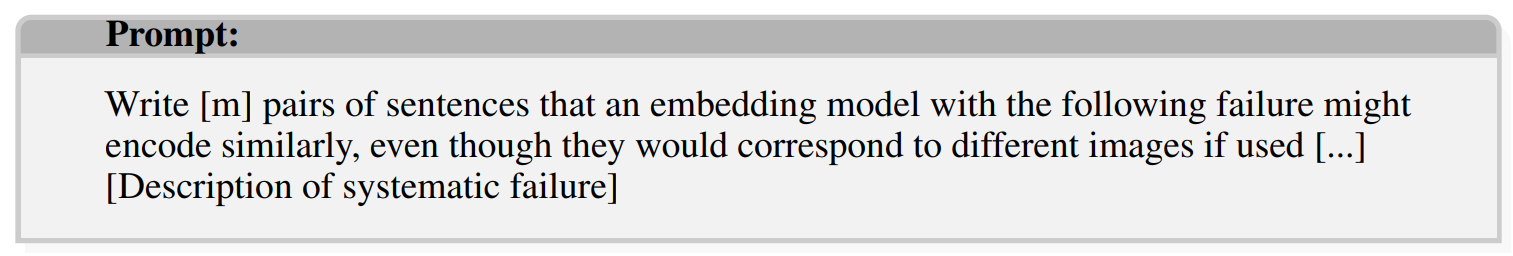 Prompt:
Write [m] pairs of sentences that an embedding model with the following failure might
encode similarly, even though they would correspond to different images if used [...]
[Description of systematic failure]